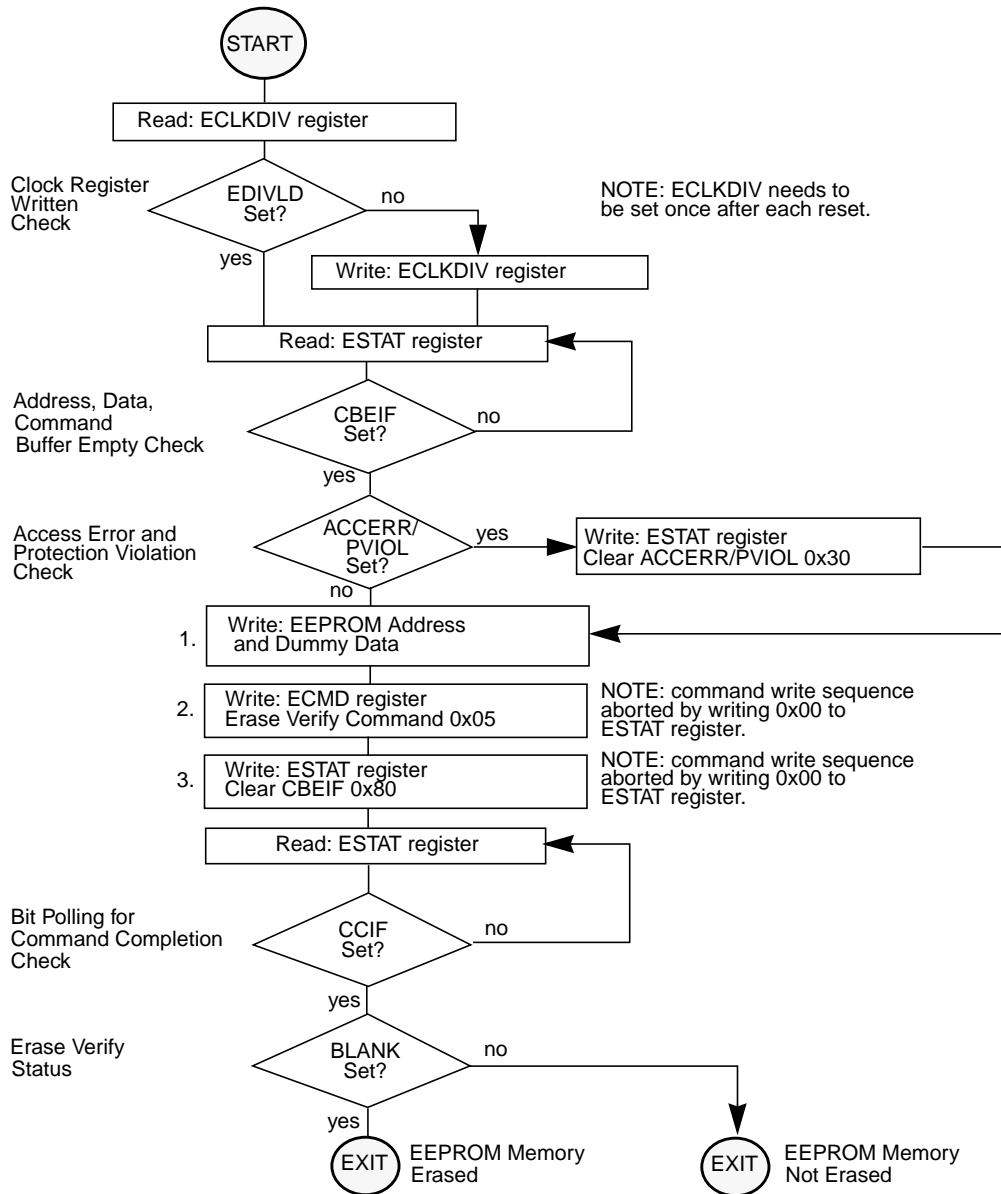 START
Read: ECLKDIV register
Clock Register
Written
Check
EDIVLD
Set?
no
yes
NOTE: ECLKDIV needs to
be set once after each reset.
Write: ECLKDIV register
Read: ESTAT register
Address, Data,
Command
Buffer Empty Check
CBEIF
Set?
no
yes
Access Error and
Protection Violation
Check
ACCERR/
PVIOL
Set?
yes
no
Write: ESTAT register
Clear ACCERR/PVIOL 0x30
1.
Write: EEPROM Address
and Dummy Data
2.
Write: ECMD register
Erase Verify Command 0x05
NOTE: command write sequence
aborted by writing 0x00 to
ESTAT register.
3.
Write: ESTAT register
Clear CBEIF 0x80
NOTE: command write sequence
aborted by writing 0x00 to
ESTAT register.
Read: ESTAT register
Bit Polling for
Command Completion
Check
CCIF
Set?
no
yes
Erase Verify
Status
BLANK
Set?
no
yes
EXIT
EEPROM Memory
Erased
EXIT
EEPROM Memory
Not Erased